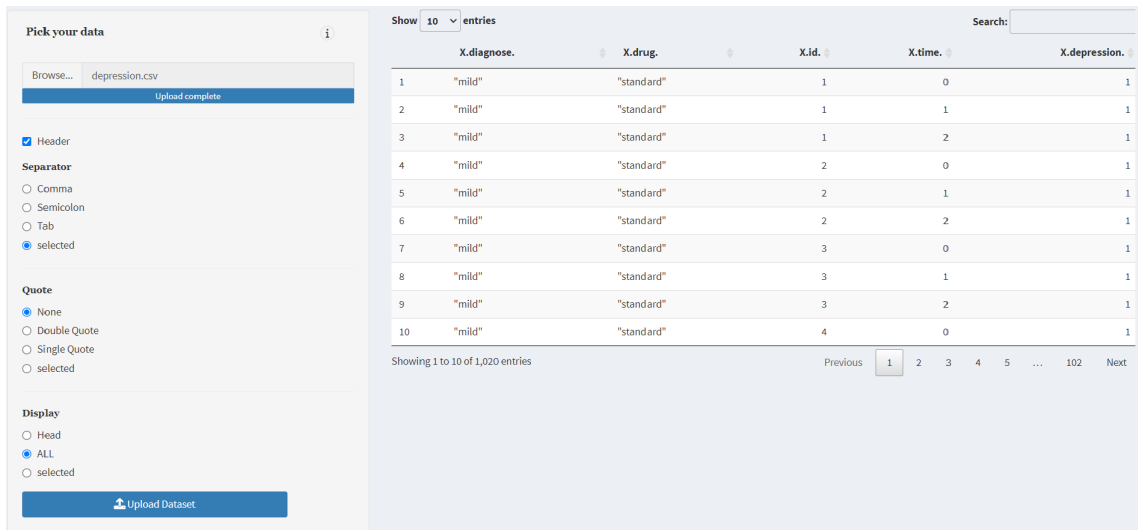 Pick your data
i
Browse... depression.csv
Upload complete
Header
Separator
Comma
Semicolon
Tab
selected
Quote
None
Double Quote
Single Quote
selected
Display
Head
ALL
selected
Upload Dataset
Show 10 entries
Search:
X.diagnose. X.drug. X.id. X.time. X.depression.
1 "mild" "standard" 1 0 1
2 "mild" "standard" 1 1 1
3 "mild" "standard" 1 2 1
4 "mild" "standard" 2 0 1
5 "mild" "standard" 2 1 1
6 "mild" "standard" 2 2 1
7 "mild" "standard" 3 0 1
8 "mild" "standard" 3 1 1
9 "mild" "standard" 3 2 1
10 "mild" "standard" 4 0 1
Showing 1 to 10 of 1,020 entries
Previous 1 2 3 4 5 ... 102 Next